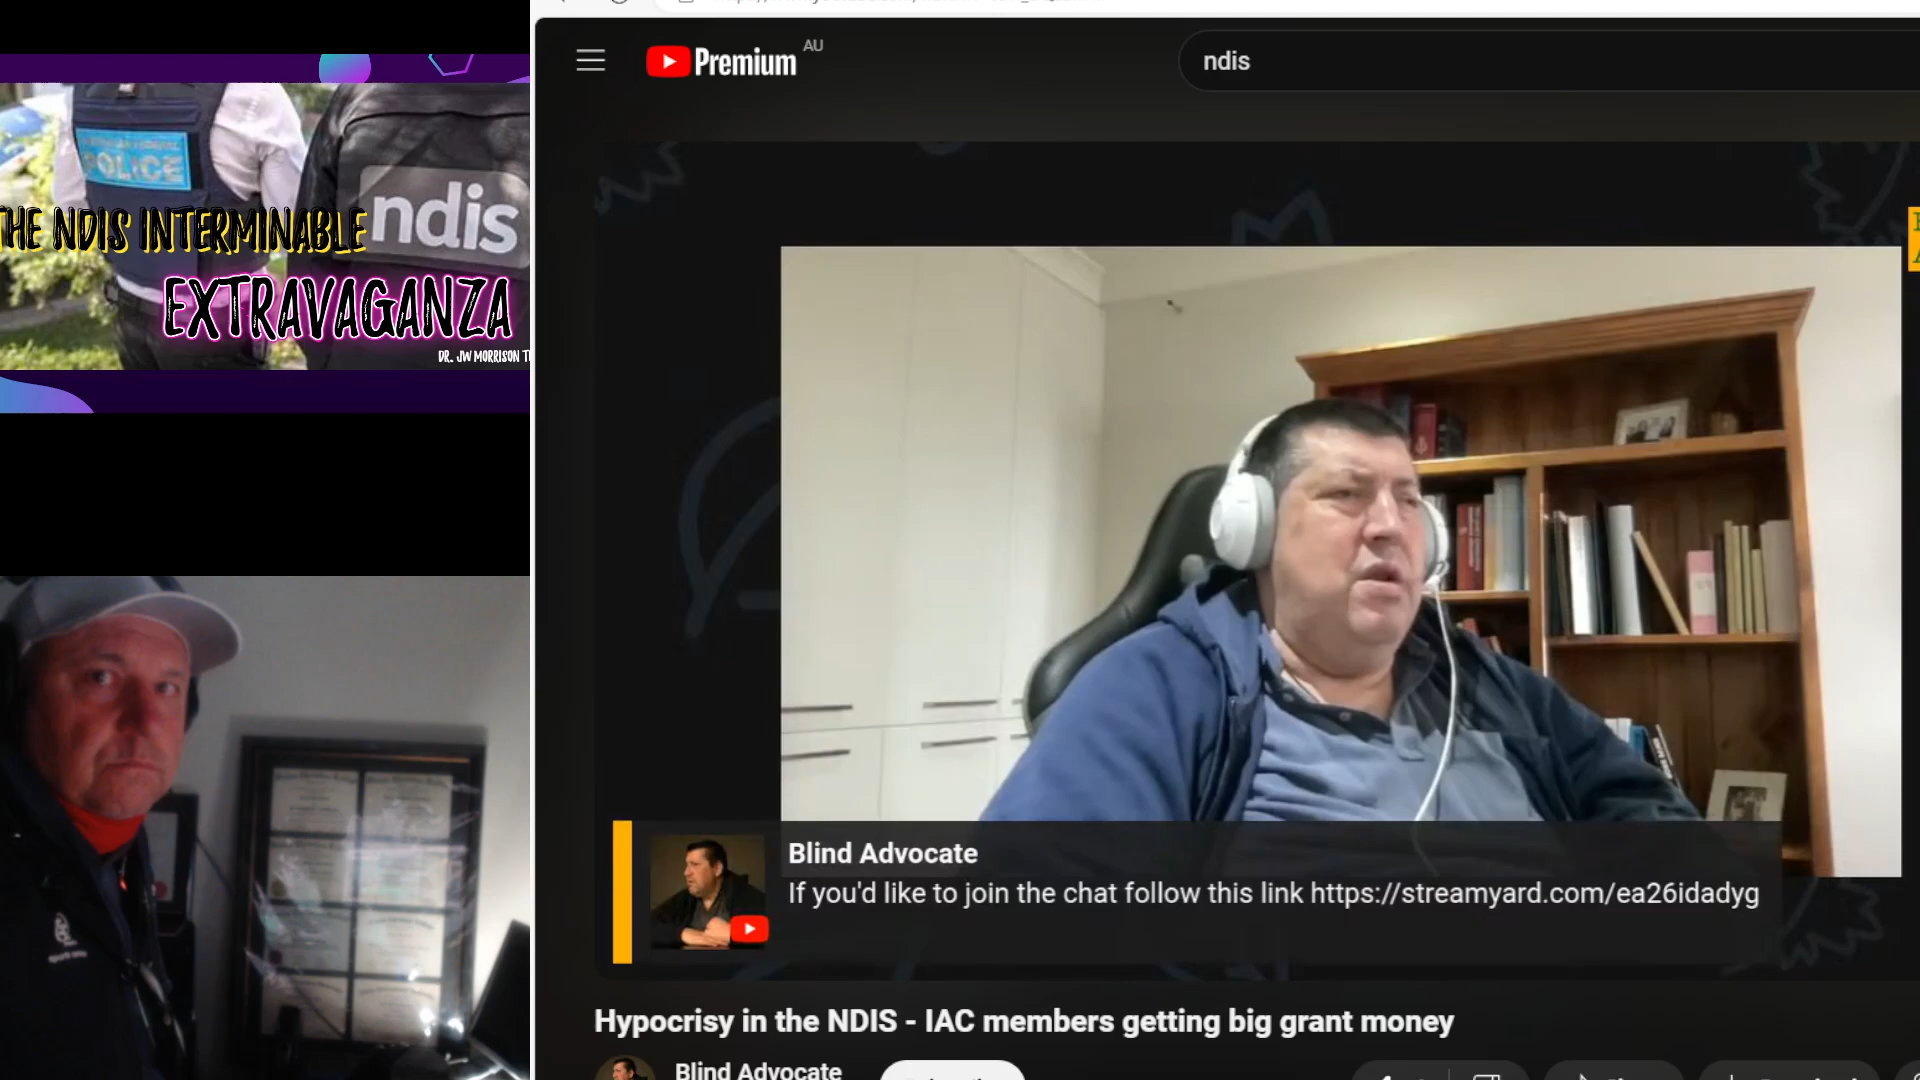 POLICE
ndis
THE NDIS INTERMINABLE
EXTRAVAGANZA
DR. JW MORRISON
Premium
AU
ndis
Blind Advocate
If you'd like to join the chat follow this link https://streamyard.com/ea26idadyg
Hypocrisy in the NDIS - IAC members getting big grant money
Blind Advocate